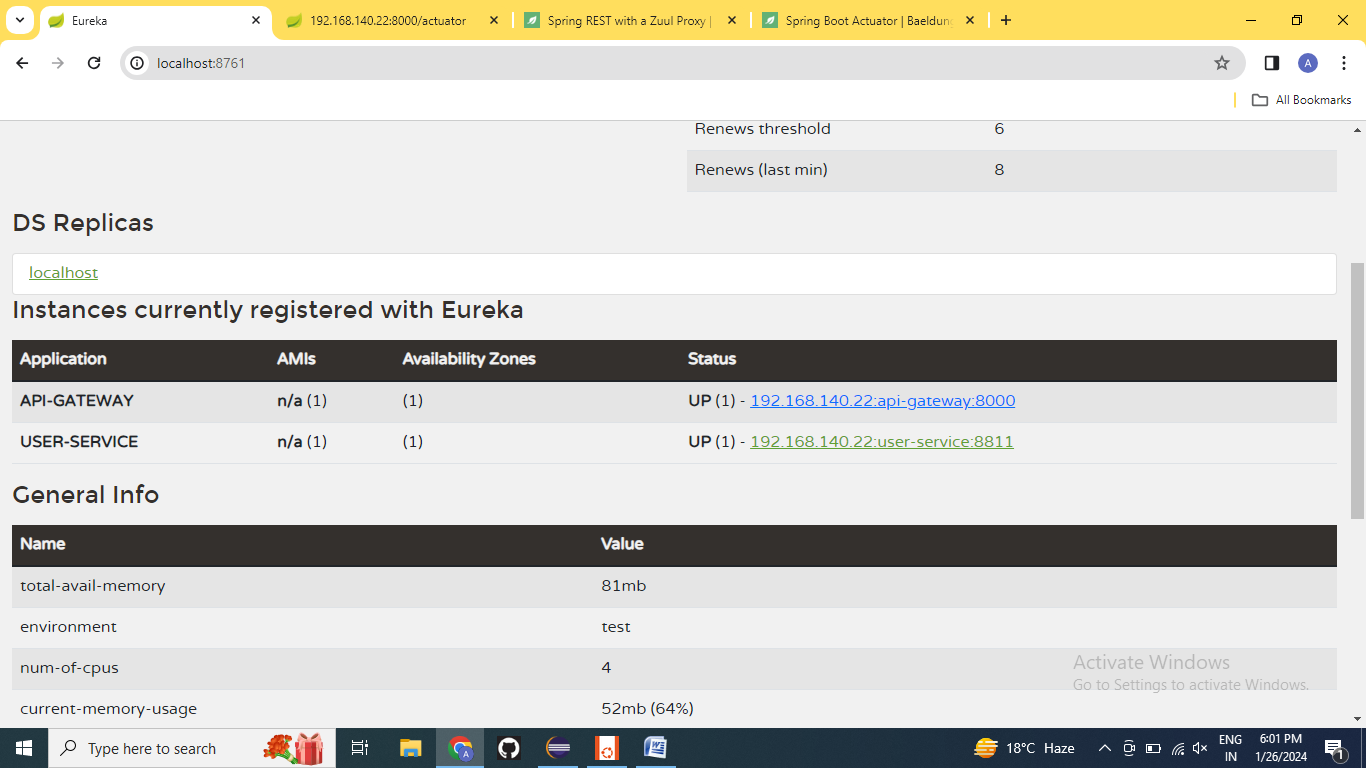 Eureka
192.168.140.22:8000/actuator
Spring REST with a Zuul Proxy |
Spring Boot Actuator | Baeldun
localhost:8761
A
All Bookmarks
Renews threshold 6
Renews (last min) 8
DS Replicas
localhost
Instances currently registered with Eureka
Application AMIs Availability Zones Status
API-GATEWAY n/a (1) (1) UP (1) - 192.168.140.22:api-gateway:8000
USER-SERVICE n/a (1) (1) UP (1) - 192.168.140.22:user-service:8811
General Info
Name Value
total-avail-memory 81mb
environment test
num-of-cpus 4
current-memory-usage 52mb (64%)
Activate Windows
Go to Settings to activate Windows.
Type here to search
A
W
18°C Haze
ENG
IN
6:01 PM
1/26/2024
1